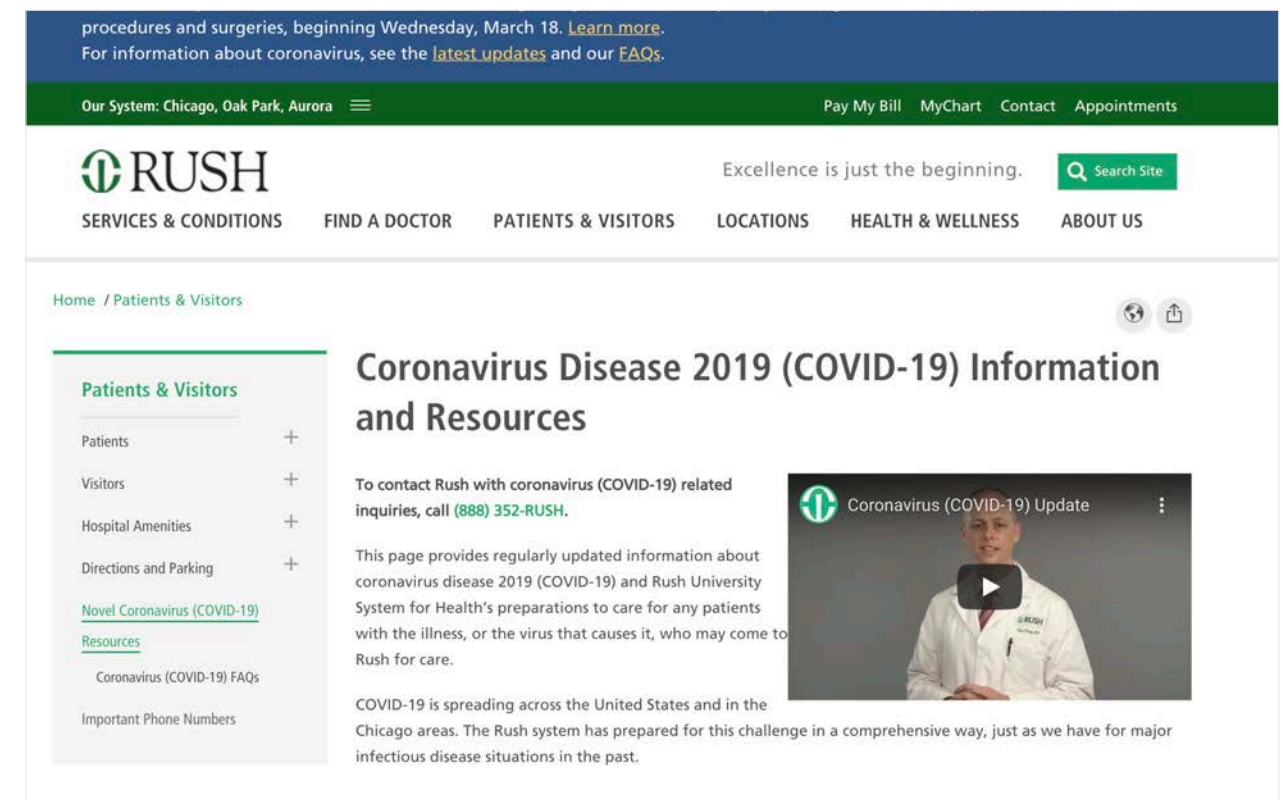 procedures and surgeries, beginning Wednesday, March 18. Learn more.
For information about coronavirus, see the latest updates and our FAQs.
Our System: Chicago, Oak Park, Aurora
Pay My Bill MyChart Contact Appointments
RUSH
Excellence is just the beginning.
Search Site
SERVICES & CONDITIONS FIND A DOCTOR PATIENTS & VISITORS LOCATIONS HEALTH & WELLNESS ABOUT US
Home / Patients & Visitors
Patients & Visitors
Patients
Visitors
Hospital Amenities
Directions and Parking
Novel Coronavirus (COVID-19)
Resources
Coronavirus (COVID-19) FAQs
Important Phone Numbers
Coronavirus Disease 2019 (COVID-19) Information
and Resources
To contact Rush with coronavirus (COVID-19) related
inquiries, call (888) 352-RUSH.
This page provides regularly updated information about
coronavirus disease 2019 (COVID-19) and Rush University
System for Health's preparations to care for any patients
with the illness, or the virus that causes it, who may come to
Rush for care.
COVID-19 is spreading across the United States and in the
Chicago areas. The Rush system has prepared for this challenge in a comprehensive way, just as we have for major
infectious disease situations in the past.
Coronavirus (COVID-19) Update
RUSH